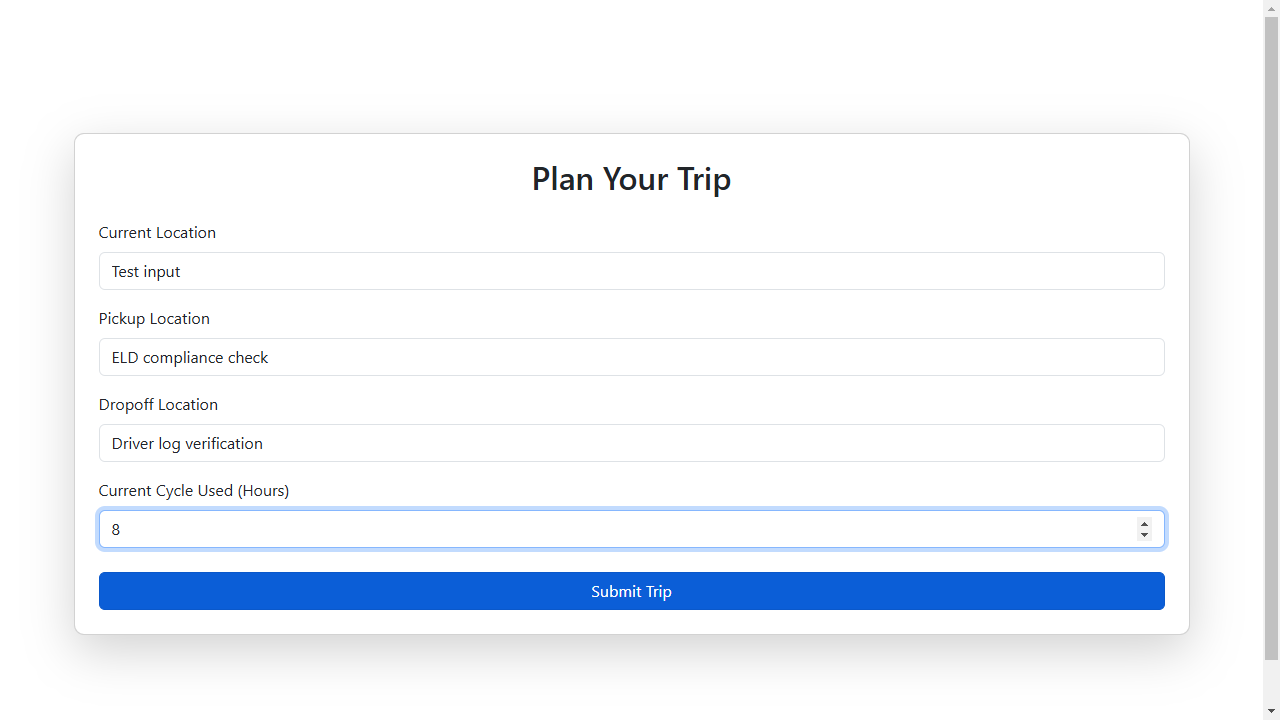 Plan Your Trip
Current Location
Test input
Pickup Location
ELD compliance check
Dropoff Location
Driver log verification
Current Cycle Used (Hours)
8
Submit Trip